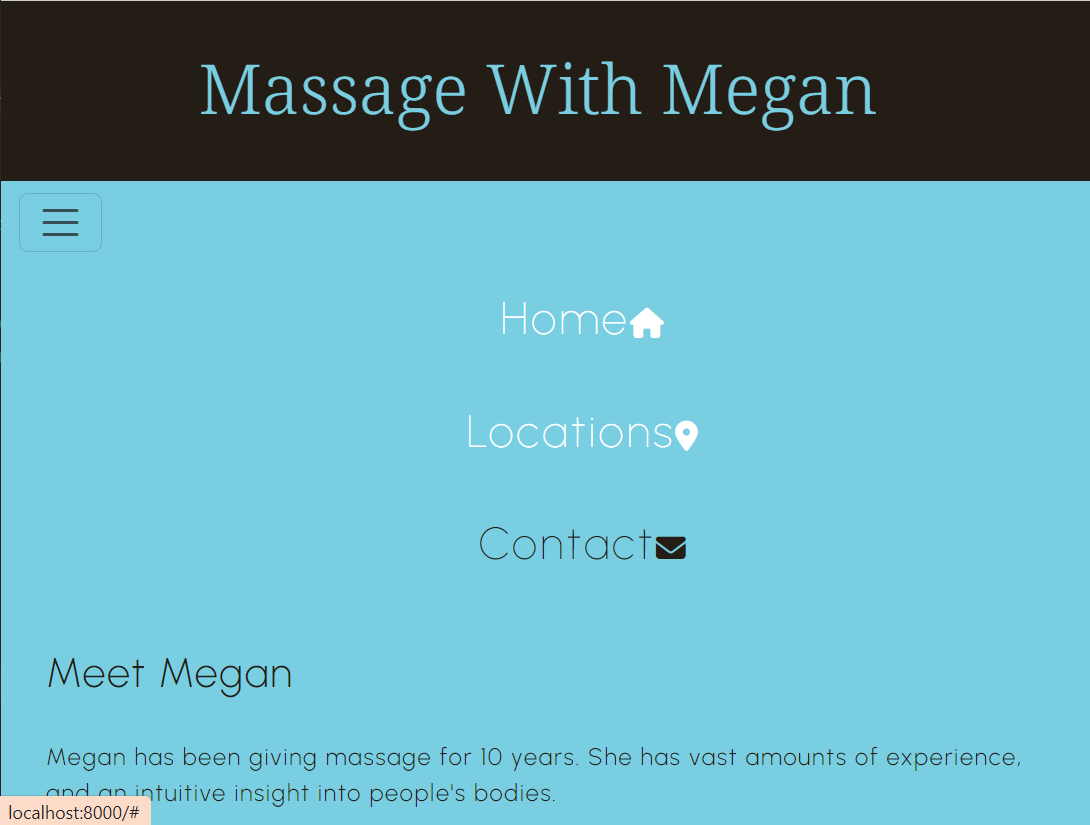 Massage With Megan
Home
Locations
Contact
Meet Megan
Megan has been giving massage for 10 years. She has vast amounts of experience,
and an intuitive insight into people's bodies.
localhost:8000/#